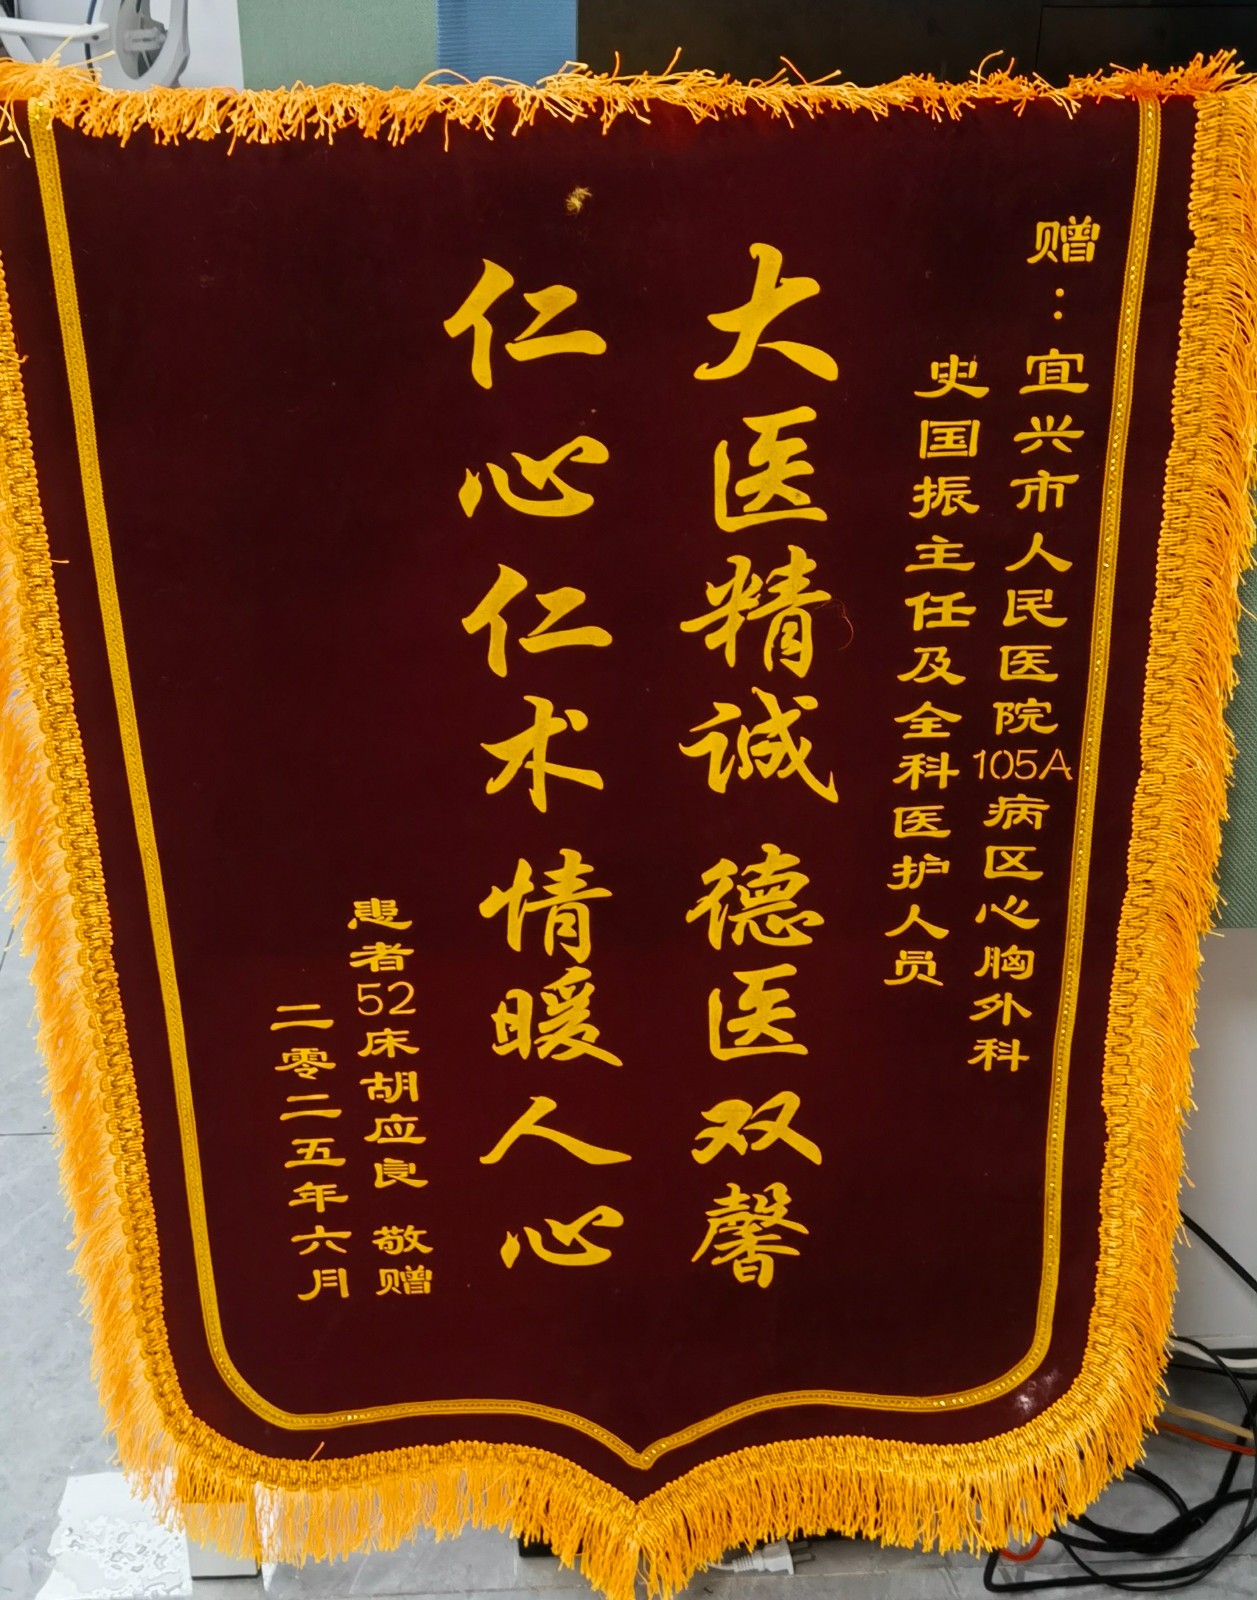 赠：宜兴市人民医院105A病区心胸外科
史国振主任及全科医护人员
大医精诚 德医双馨
仁心仁术 情暖人心
患者52床胡应良 敬赠
二零二五年六月